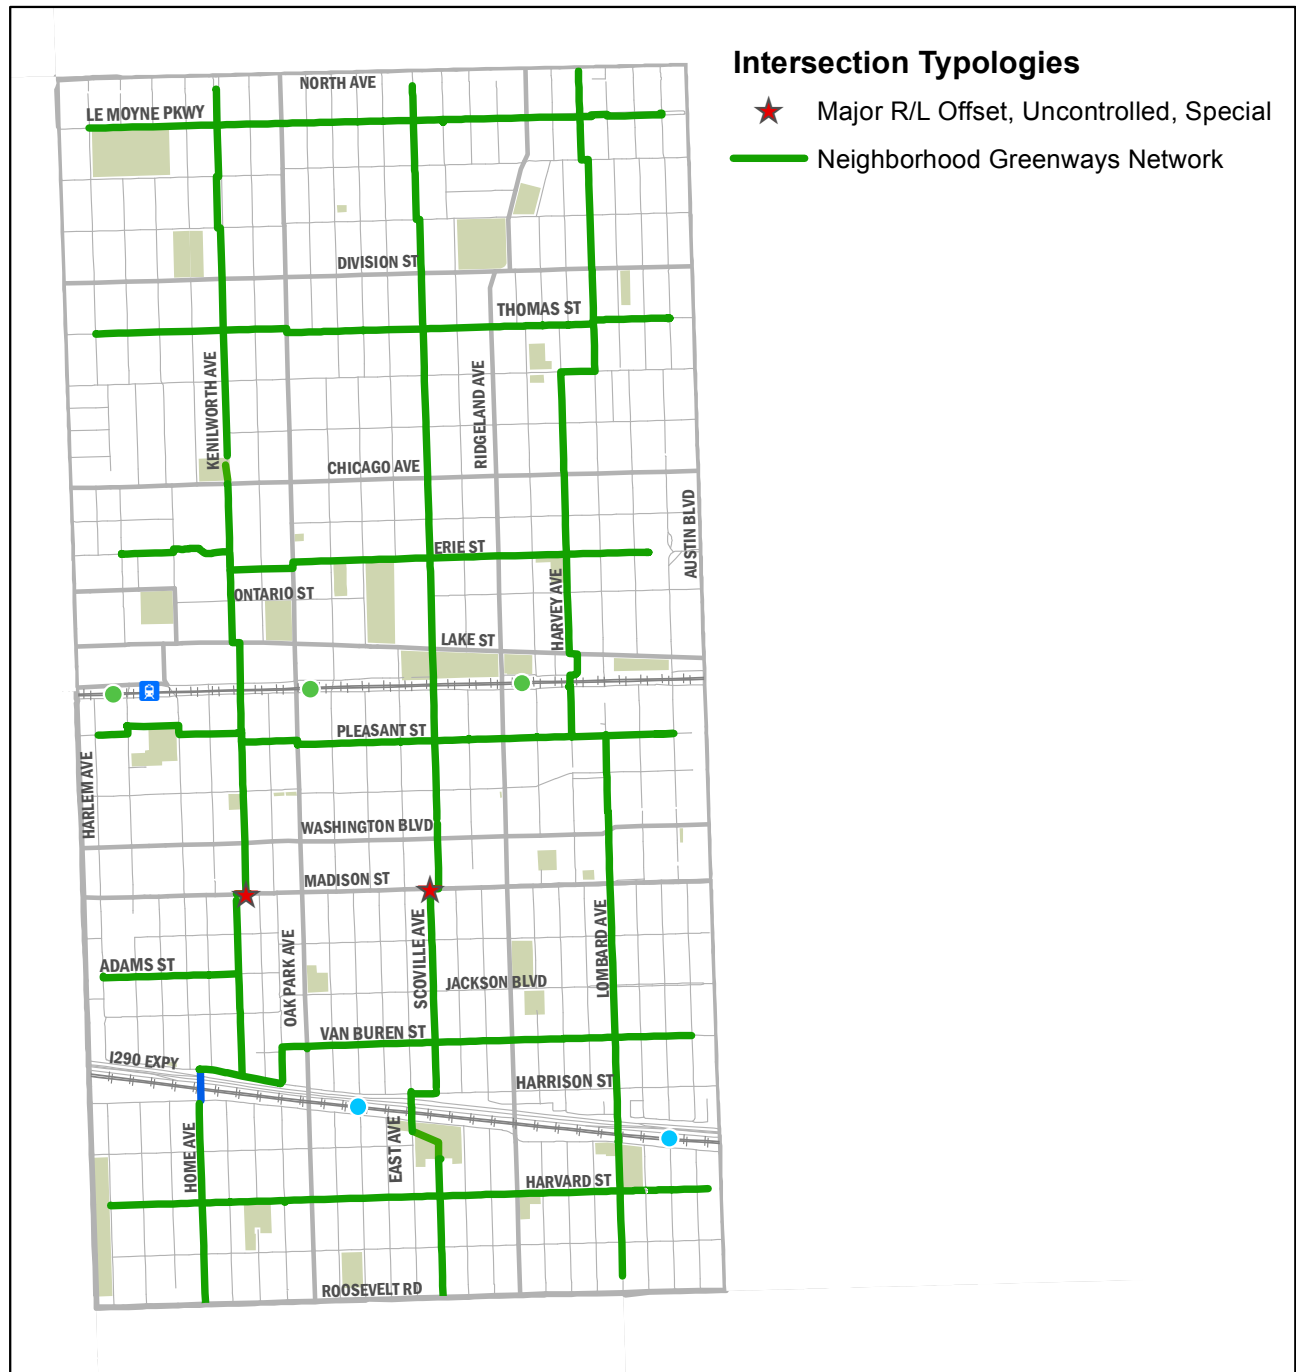 Intersection Typologies
Major R/L Offset, Uncontrolled, Special
Neighborhood Greenways Network
NORTH AVE
LE MOYNE PKWY
DIVISION ST
THOMAS ST
KENILWORTH AVE
RIDGELAND AVE
CHICAGO AVE
AUSTIN BLVD
ERIE ST
ONTARIO ST
HARVEY AVE
LAKE ST
PLEASANT ST
HARLEM AVE
WASHINGTON BLVD
MADISON ST
SCOVILLE AVE
LOMBARD AVE
OAK PARK AVE
ADAMS ST
JACKSON BLVD
VAN BUREN ST
I290 EXPY
HARRISON ST
HOME AVE
EAST AVE
HARVARD ST
ROOSEVELT RD